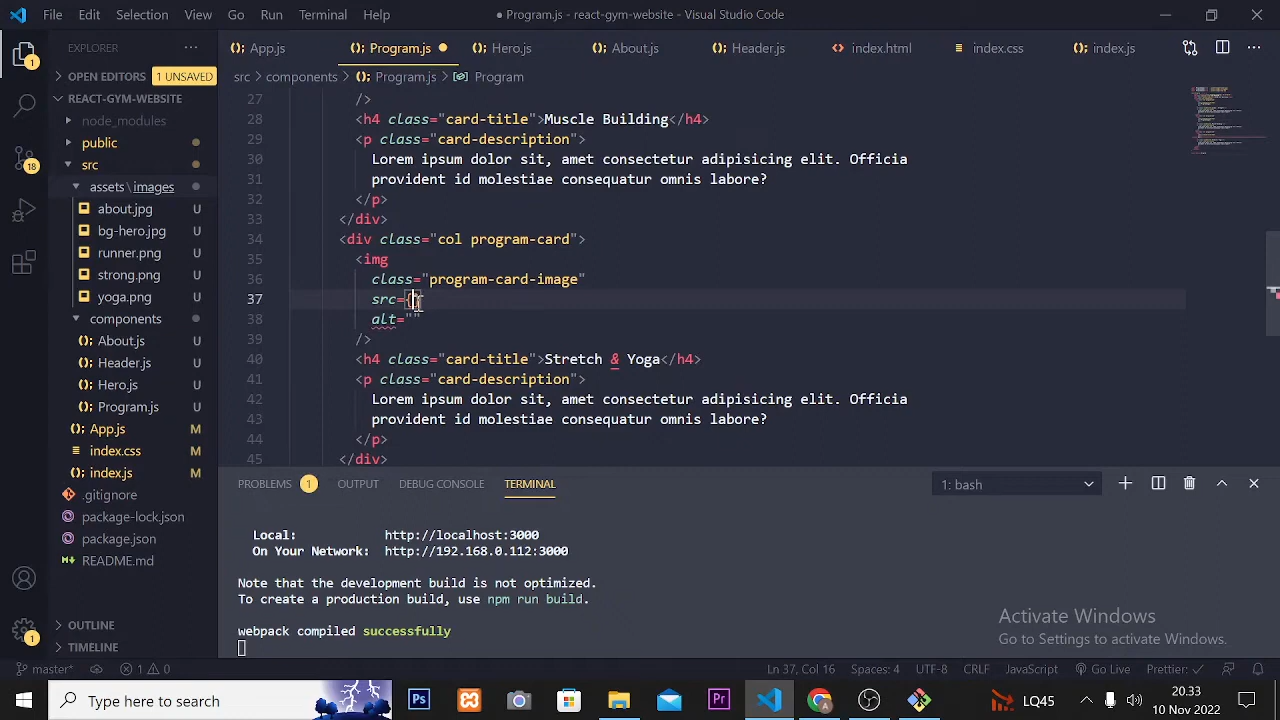 File Edit Selection View Go Run Terminal Help
● Program.js - react-gym-website - Visual Studio Code
EXPLORER
OPEN EDITORS 1 UNSAVED
REACT-GYM-WEBSITE
node_modules
public
src
assets\images
about.jpg U
bg-hero.jpg U
runner.png U
strong.png U
yoga.png U
components
About.js U
Header.js U
Hero.js U
Program.js U
App.js M
index.css M
index.js M
.gitignore
package-lock.json
package.json
README.md
OUTLINE
TIMELINE
1
18
1
App.js Program.js Hero.js About.js Header.js index.html index.css index.js
src > components > Program.js > Program
27 />
28 <h4 class="card-title">Muscle Building</h4>
29 <p class="card-description">
30 Lorem ipsum dolor sit, amet consectetur adipisicing elit. Officia
31 provident id molestiae consequatur omnis labore?
32 </p>
33 </div>
34 <div class="col program-card">
35 <img
36 class="program-card-image"
37 src={}
38 alt=""
39 />
40 <h4 class="card-title">Stretch & Yoga</h4>
41 <p class="card-description">
42 Lorem ipsum dolor sit, amet consectetur adipisicing elit. Officia
43 provident id molestiae consequatur omnis labore?
44 </p>
45 </div>
PROBLEMS 1 OUTPUT DEBUG CONSOLE TERMINAL 1: bash
Local: http://localhost:3000
On Your Network: http://192.168.0.112:3000
Note that the development build is not optimized.
To create a production build, use npm run build.
webpack compiled successfully
Activate Windows
Go to Settings to activate Windows.
master* 1 0 Ln 37, Col 16 Spaces: 4 UTF-8 CRLF JavaScript Go Live Prettier
Type here to search
Ps
Pr
LQ45
20:33
10 Nov 2022